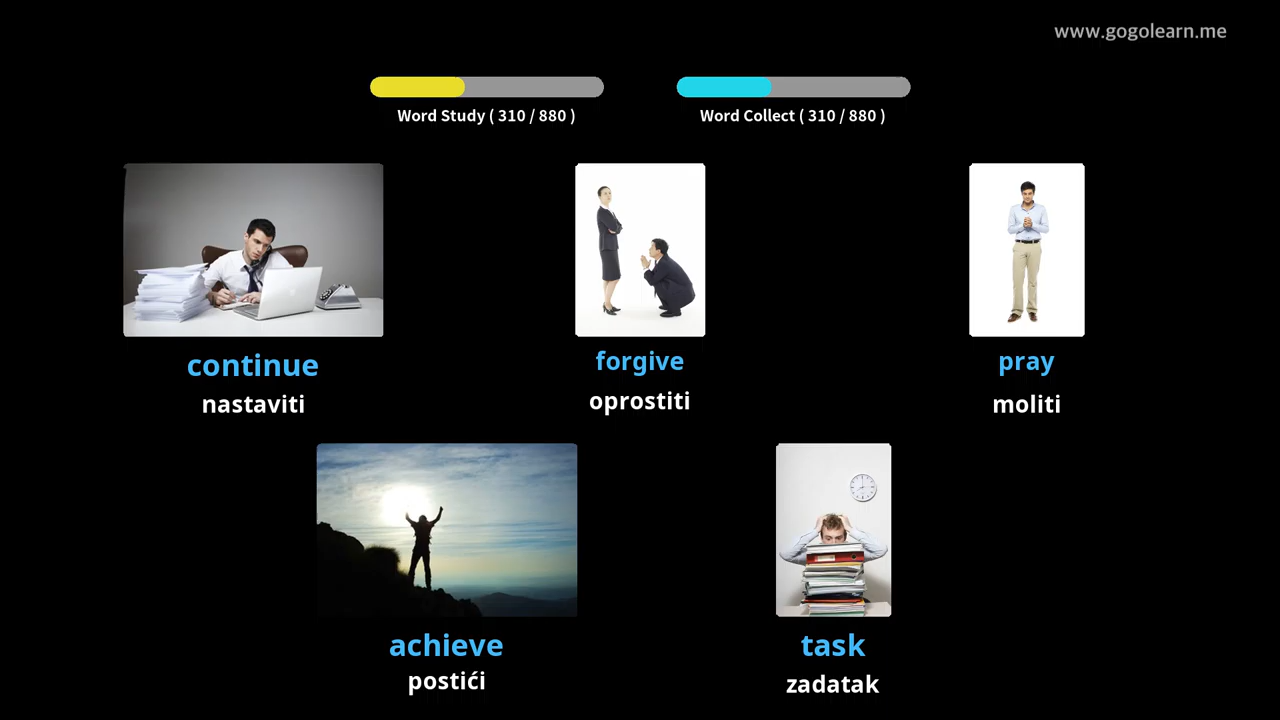 www.gogolearn.me
Word Study ( 310 / 880 )
Word Collect ( 310 / 880 )
continue
nastaviti
forgive
oprostiti
pray
moliti
achieve
postići
task
zadatak